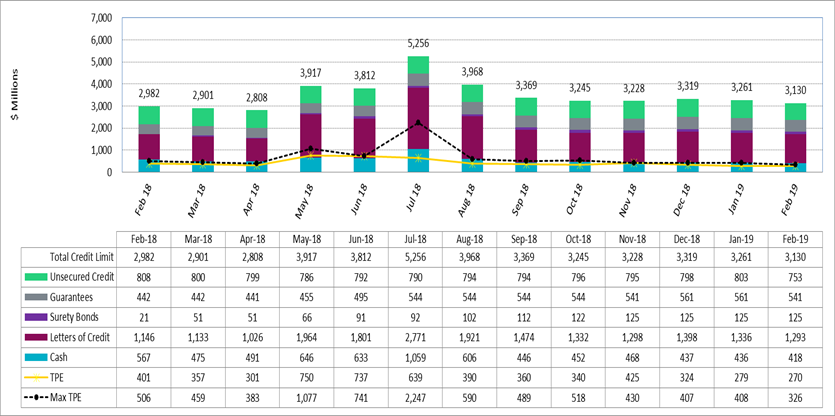 7,000
6,000
5,000
4,000
3,000
2,000
1,000
0
$ Millions
2,982
2,901
2,808
3,917
3,812
5,256
3,968
3,369
3,245
3,228
3,319
3,261
3,130
Feb 18
Mar 18
Apr 18
May 18
Jun 18
Jul 18
Aug 18
Sep 18
Oct 18
Nov 18
Dec 18
Jan 19
Feb 19
Feb-18 Mar-18 Apr-18 May-18 Jun-18 Jul-18 Aug-18 Sep-18 Oct-18 Nov-18 Dec-18 Jan-19 Feb-19
Total Credit Limit 2,982 2,901 2,808 3,917 3,812 5,256 3,968 3,369 3,245 3,228 3,319 3,261 3,130
Unsecured Credit 808 800 799 786 792 790 794 794 796 795 798 803 753
Guarantees 442 442 441 455 495 544 544 544 544 541 561 561 541
Surety Bonds 21 51 51 66 91 92 102 112 122 125 125 125 125
Letters of Credit 1,146 1,133 1,026 1,964 1,801 2,771 1,921 1,474 1,332 1,298 1,398 1,336 1,293
Cash 567 475 491 646 633 1,059 606 446 452 468 437 436 418
TPE 401 357 301 750 737 639 390 360 340 425 324 279 270
Max TPE 506 459 383 1,077 741 2,247 590 489 518 430 407 408 326